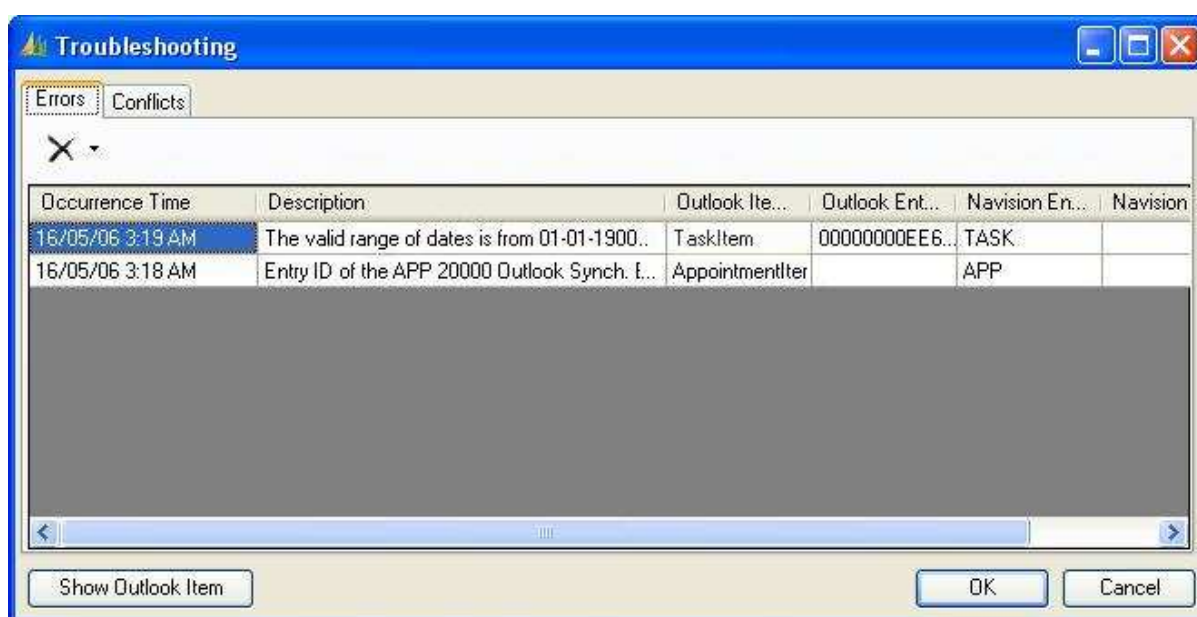 Troubleshooting
Errors Conflicts
Occurrence Time Description Outlook Ite... Outlook Ent... Navision En... Navision
16/05/06 3:19 AM The valid range of dates is from 01-01-1900.. TaskItem 00000000EE6... TASK
16/05/06 3:18 AM Entry ID of the APP 20000 Outlook Synch. E... AppointmentIter APP
Show Outlook Item OK Cancel